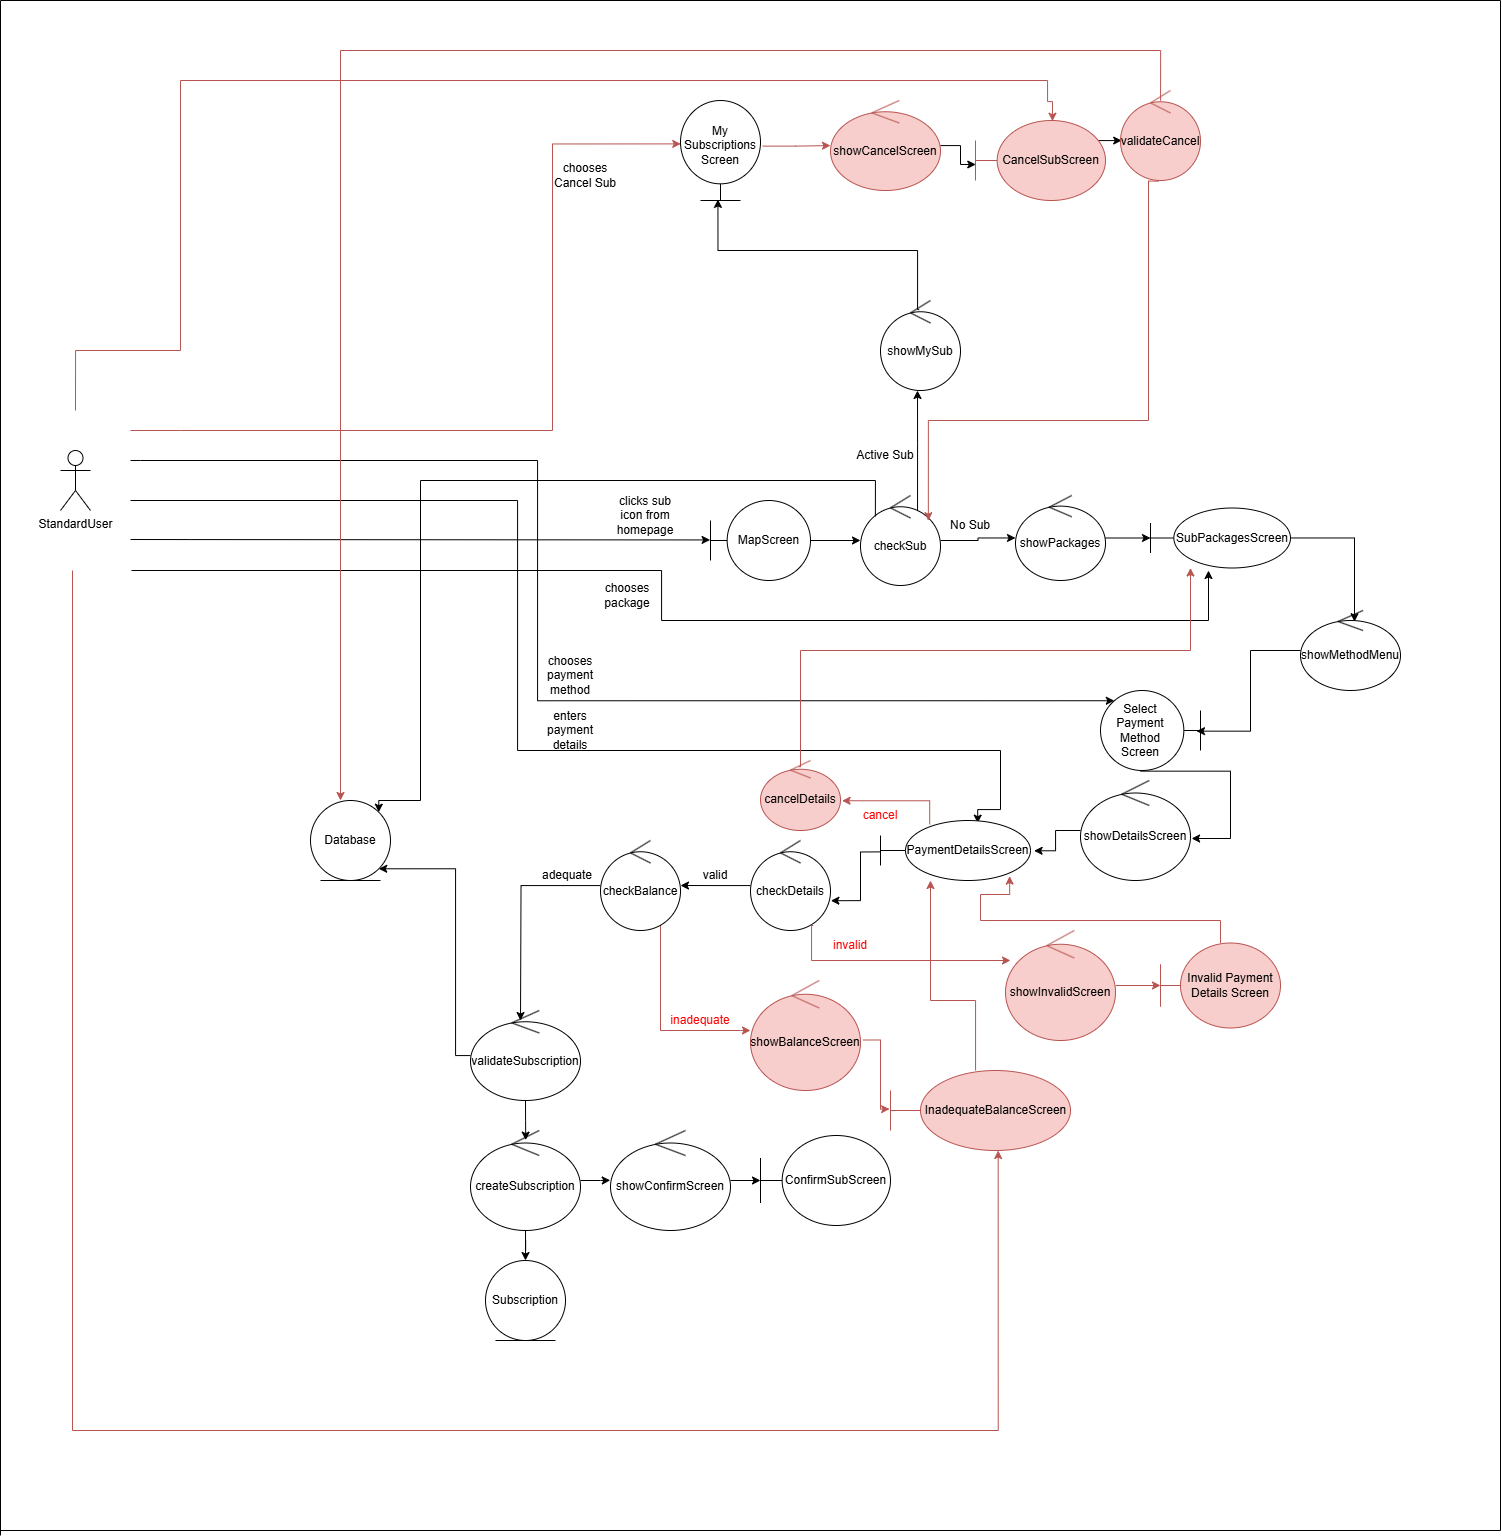 My
Subscriptions
Screen
showCancelScreen
CancelSubScreen
validateCancel
chooses
Cancel Sub
showMySub
Active Sub
StandardUser
clicks sub
icon from
homepage
MapScreen
checkSub
No Sub
showPackages
SubPackagesScreen
chooses
package
showMethodMenu
chooses
payment
method
Select
Payment
Method
Screen
enters
payment
details
cancelDetails
cancel
Database
showDetailsScreen
PaymentDetailsScreen
adequate
checkBalance
valid
checkDetails
invalid
showInvalidScreen
Invalid Payment
Details Screen
inadequate
showBalanceScreen
validateSubscription
InadequateBalanceScreen
createSubscription
showConfirmScreen
ConfirmSubScreen
Subscription